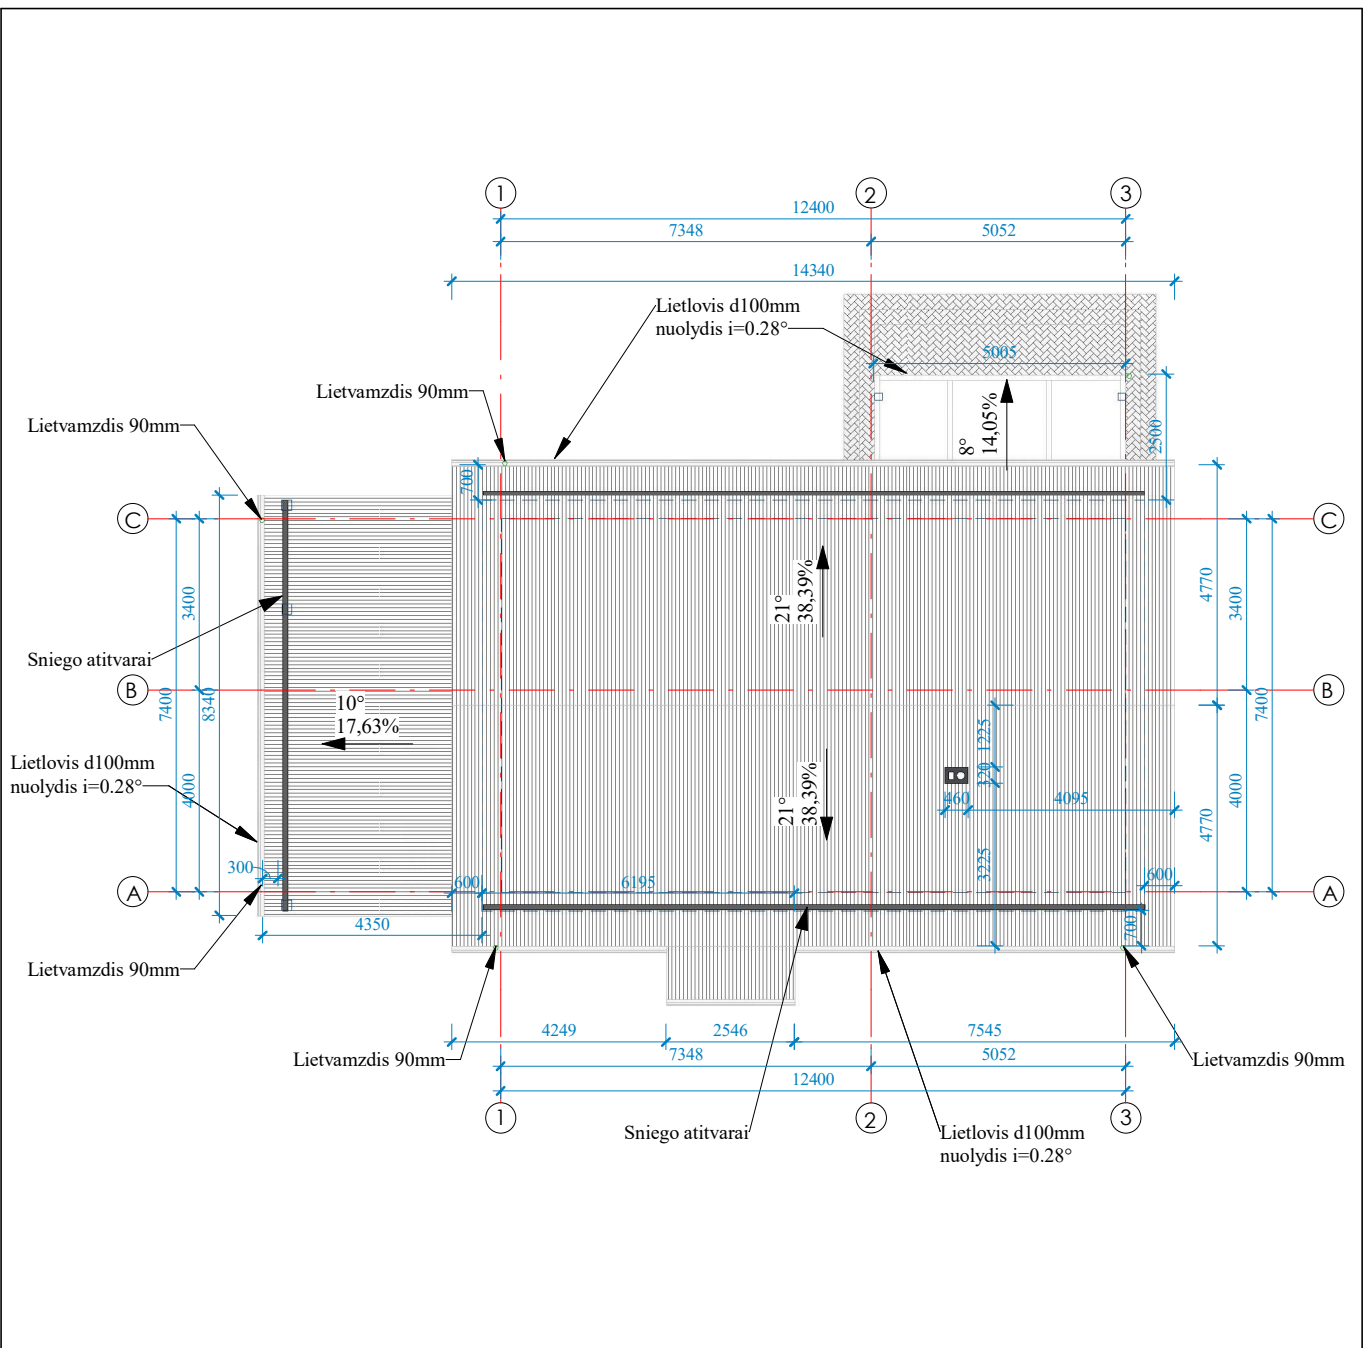 1
2
3
12400
7348
5052
14340
Lietlovis d100mm
nuolydis i=0.28°
5005
Lietvamzdis 90mm
8°
14,05%
2500
Lietvamzdis 90mm
700
C
C
21°
38,39%
4770
3400
3400
Sniego atitvarai
B
B
7400
8340
7400
10°
17,63%
1225
Lietlovis d100mm
nuolydis i=0.28°
4000
21°
38,39%
320
460
4095
4000
4770
3225
300
600
6195
600
A
A
4350
700
Lietvamzdis 90mm
4249
2546
7545
7348
5052
Lietvamzdis 90mm
Lietvamzdis 90mm
12400
1
2
3
Sniego atitvarai
Lietlovis d100mm
nuolydis i=0.28°